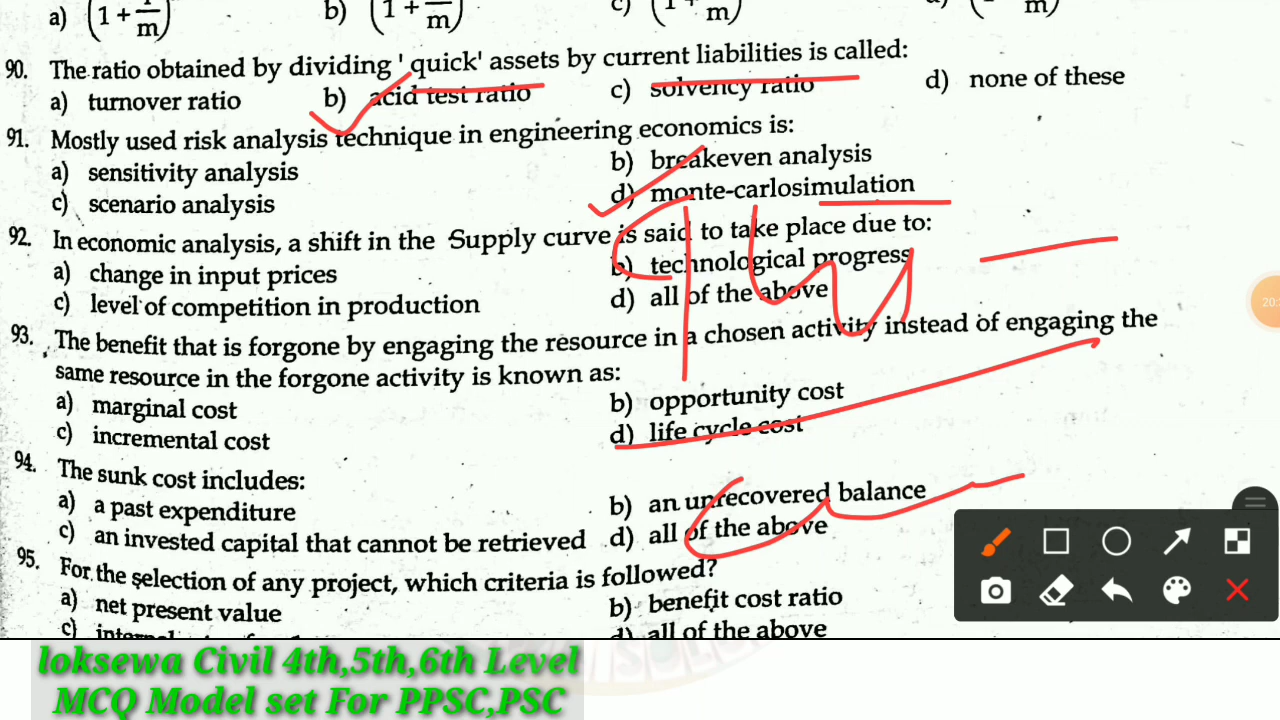 a) (1 + 1/m) b) (1 + /m) c) (1 + /m) d) (1 /m)
90. The ratio obtained by dividing 'quick' assets by current liabilities is called:
a) turnover ratio b) acid test ratio c) solvency ratio d) none of these
91. Mostly used risk analysis technique in engineering economics is:
a) sensitivity analysis b) breakeven analysis
c) scenario analysis d) monte-carlosimulation
92. In economic analysis, a shift in the Supply curve is said to take place due to:
a) change in input prices b) technological progress
c) level of competition in production d) all of the above
93. The benefit that is forgone by engaging the resource in a chosen activity instead of engaging the
same resource in the forgone activity is known as:
a) marginal cost b) opportunity cost
c) incremental cost d) life cycle cost
94. The sunk cost includes:
a) a past expenditure b) an unrecovered balance
c) an invested capital that cannot be retrieved d) all of the above
95. For the selection of any project, which criteria is followed?
a) net present value b) benefit cost ratio
c) d) all of the above
loksewa Civil 4th,5th,6th Level
MCQ Model set For PPSC,PSC